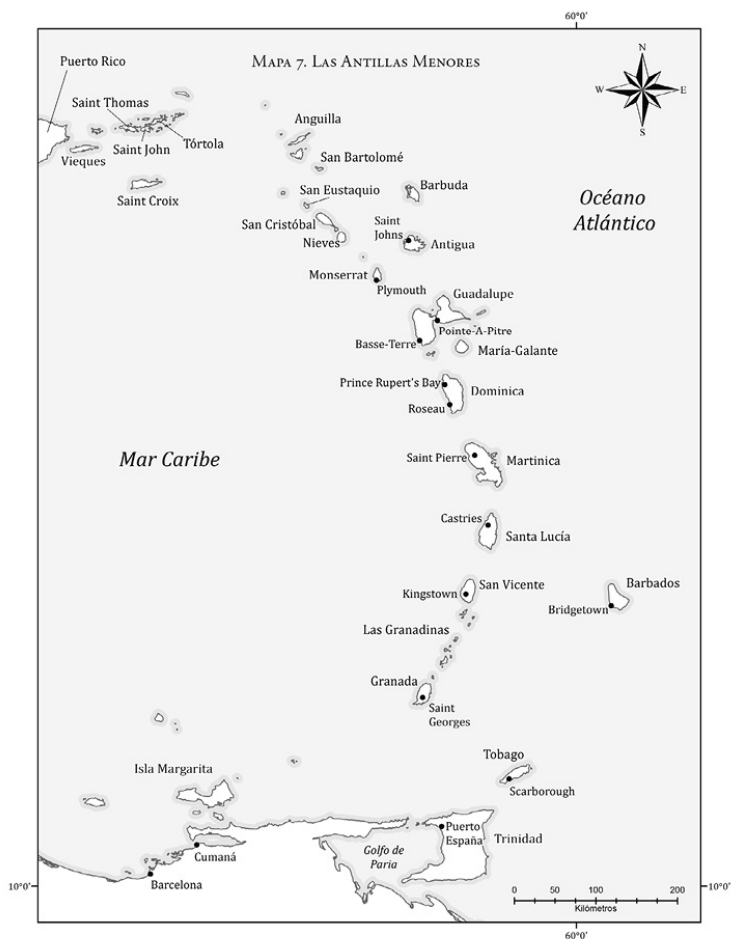 60°0'
MAPA 7. LAS ANTILLAS MENORES
N
W
E
S
Puerto Rico
Saint Thomas
Saint John
Tórtola
Vieques
Saint Croix
Anguilla
San Bartolomé
San Eustaquio
Barbuda
San Cristóbal
Nieves
Saint
Johns
Antigua
Océano
Atlántico
Monserrat
Plymouth
Guadalupe
Pointe-A-Pitre
Basse-Terre
María-Galante
Prince Rupert's Bay
Dominica
Roseau
Mar Caribe
Saint Pierre
Martinica
Castries
Santa Lucía
San Vicente
Kingstown
Barbados
Bridgetown
Las Granadinas
Granada
Saint
Georges
Tobago
Scarborough
Isla Margarita
Puerto
España
Trinidad
Golfo de
Paria
Cumaná
Barcelona
10°0'
10°0'
0 50 100 200
Kilómetros
60°0'